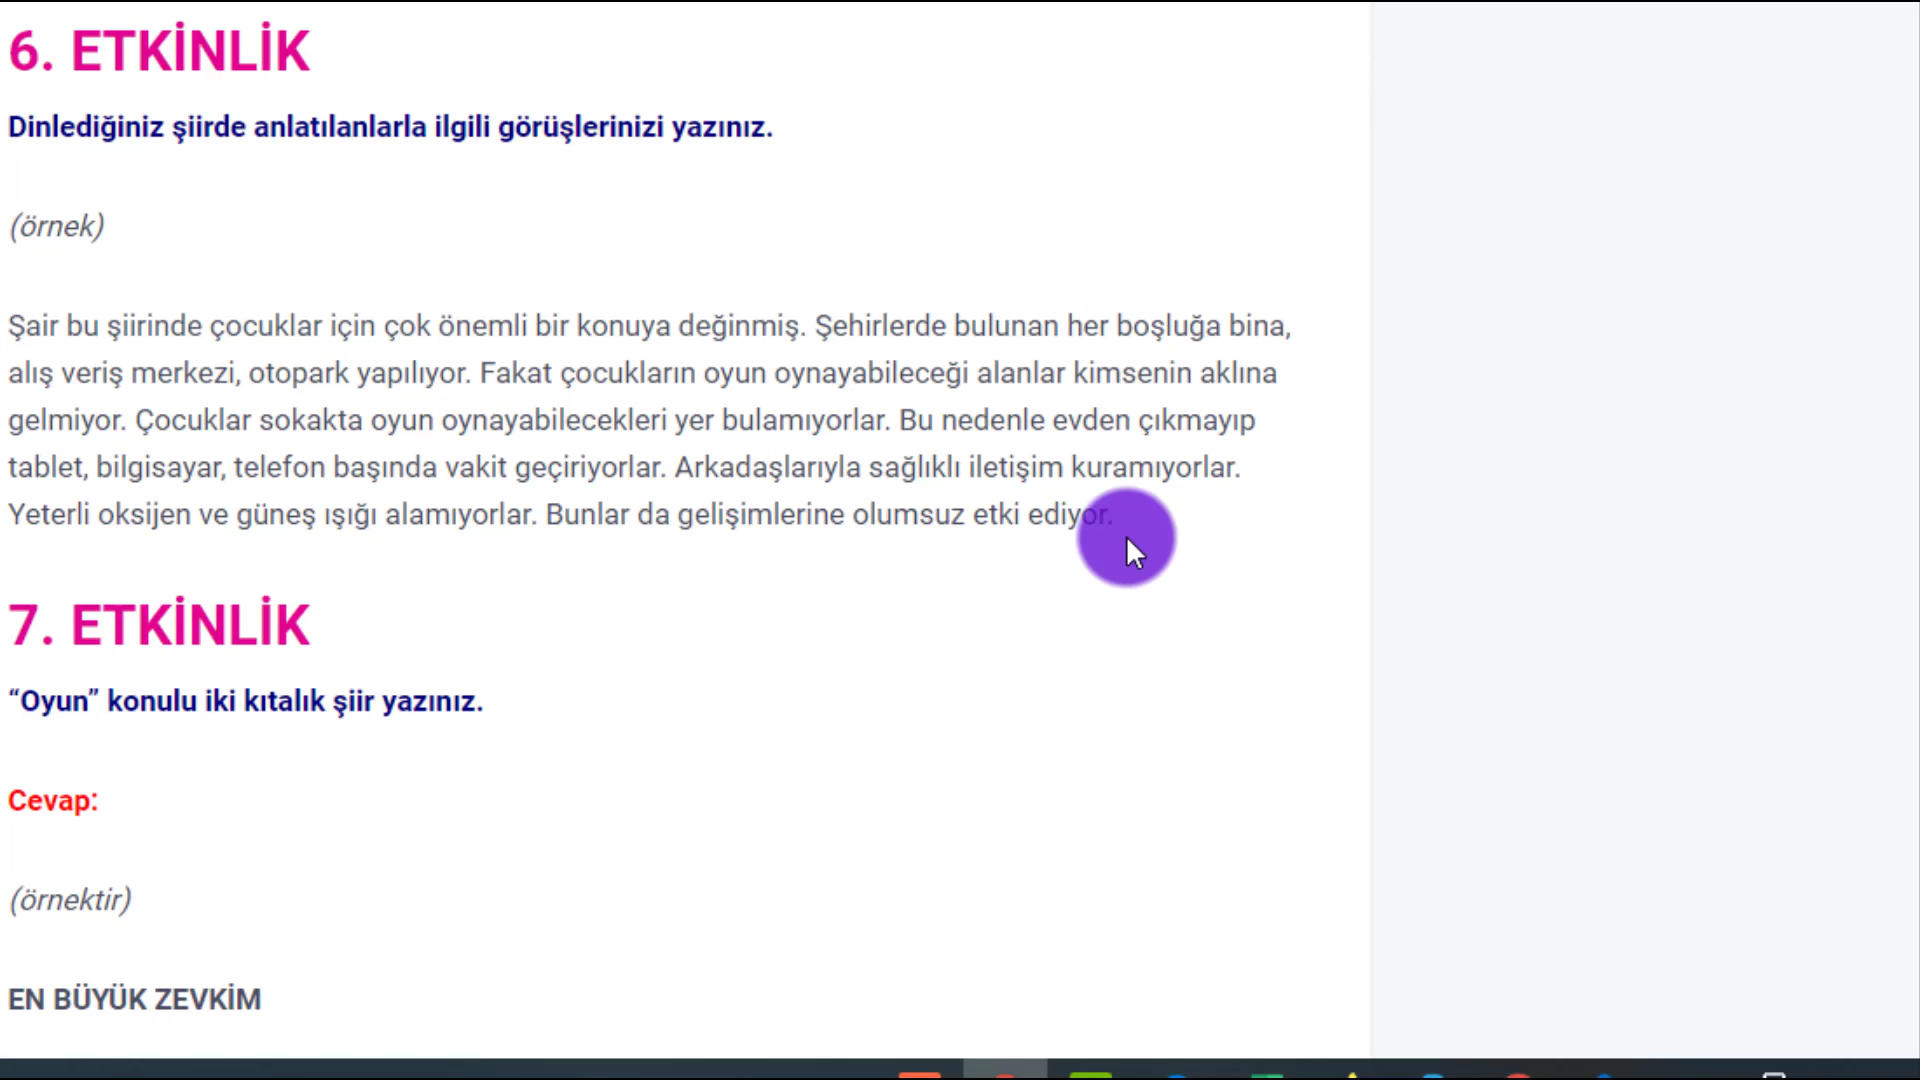 6. ETKİNLİK
Dinlediğiniz şiirde anlatılanlarla ilgili görüşlerinizi yazınız.
(örnek)
Şair bu şiirinde çocuklar için çok önemli bir konuya değinmiş. Şehirlerde bulunan her boşluğa bina,
alış veriş merkezi, otopark yapılıyor. Fakat çocukların oyun oynayabileceği alanlar kimsenin aklına
gelmiyor. Çocuklar sokakta oyun oynayabilecekleri yer bulamıyorlar. Bu nedenle evden çıkmayıp
tablet, bilgisayar, telefon başında vakit geçiriyorlar. Arkadaşlarıyla sağlıklı iletişim kuramıyorlar.
Yeterli oksijen ve güneş ışığı alamıyorlar. Bunlar da gelişimlerine olumsuz etki ediyor.
7. ETKİNLİK
“Oyun” konulu iki kıtalık şiir yazınız.
Cevap:
(örnektir)
EN BÜYÜK ZEVKİM